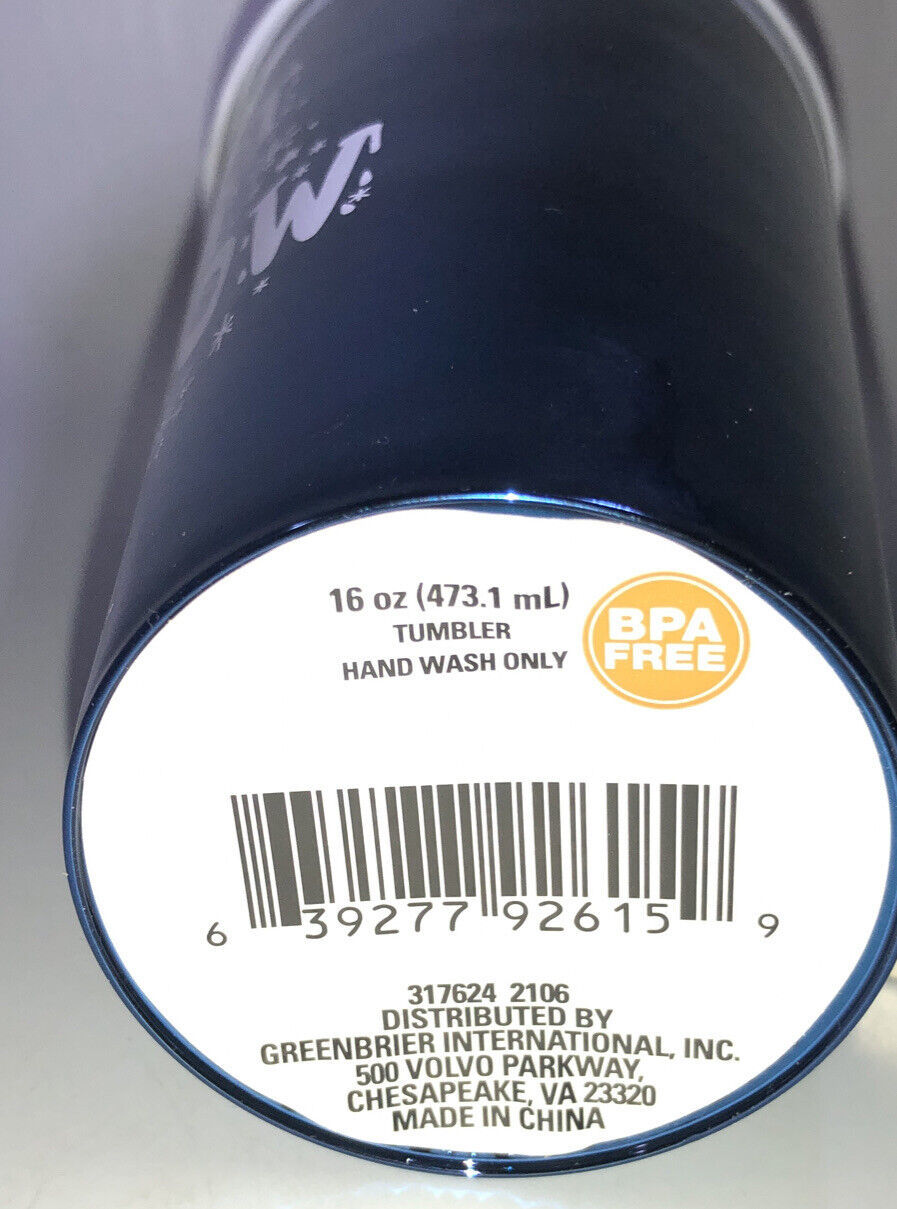 W
16 oz (473.1 mL)
TUMBLER
HAND WASH ONLY
BPA
FREE
6 39277 92615 9
317624 2106
DISTRIBUTED BY
GREENBRIER INTERNATIONAL, INC.
500 VOLVO PARKWAY,
CHESAPEAKE, VA 23320
MADE IN CHINA